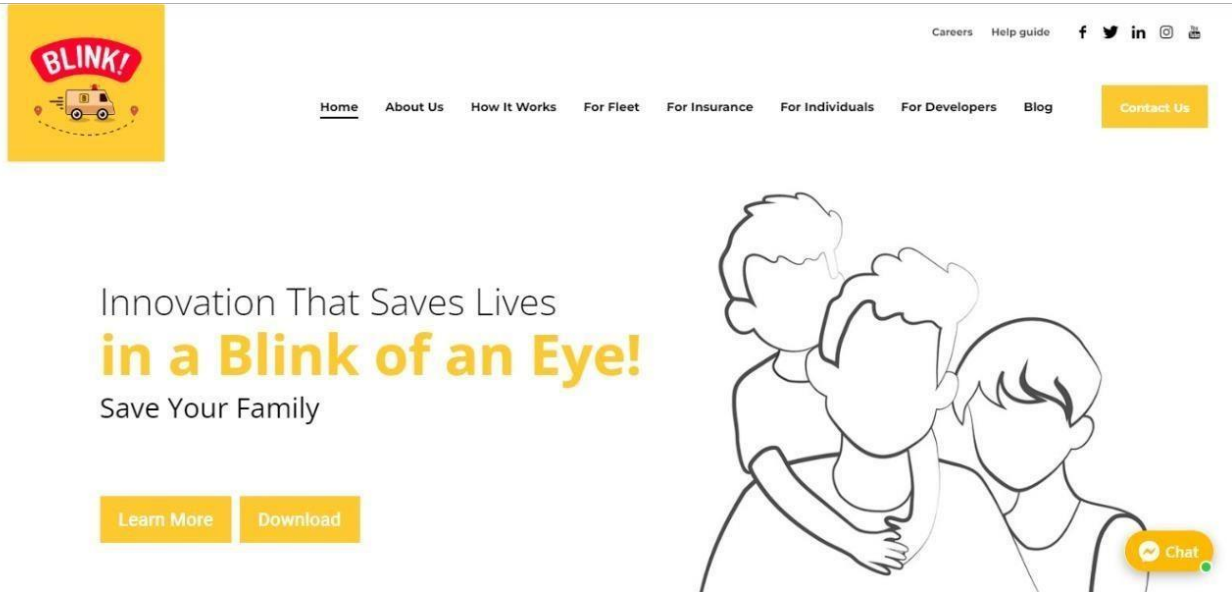 BLINK!
B
Careers Help guide
Home About Us How It Works For Fleet For Insurance For Individuals For Developers Blog Contact Us
Innovation That Saves Lives
in a Blink of an Eye!
Save Your Family
Learn More Download
Chat